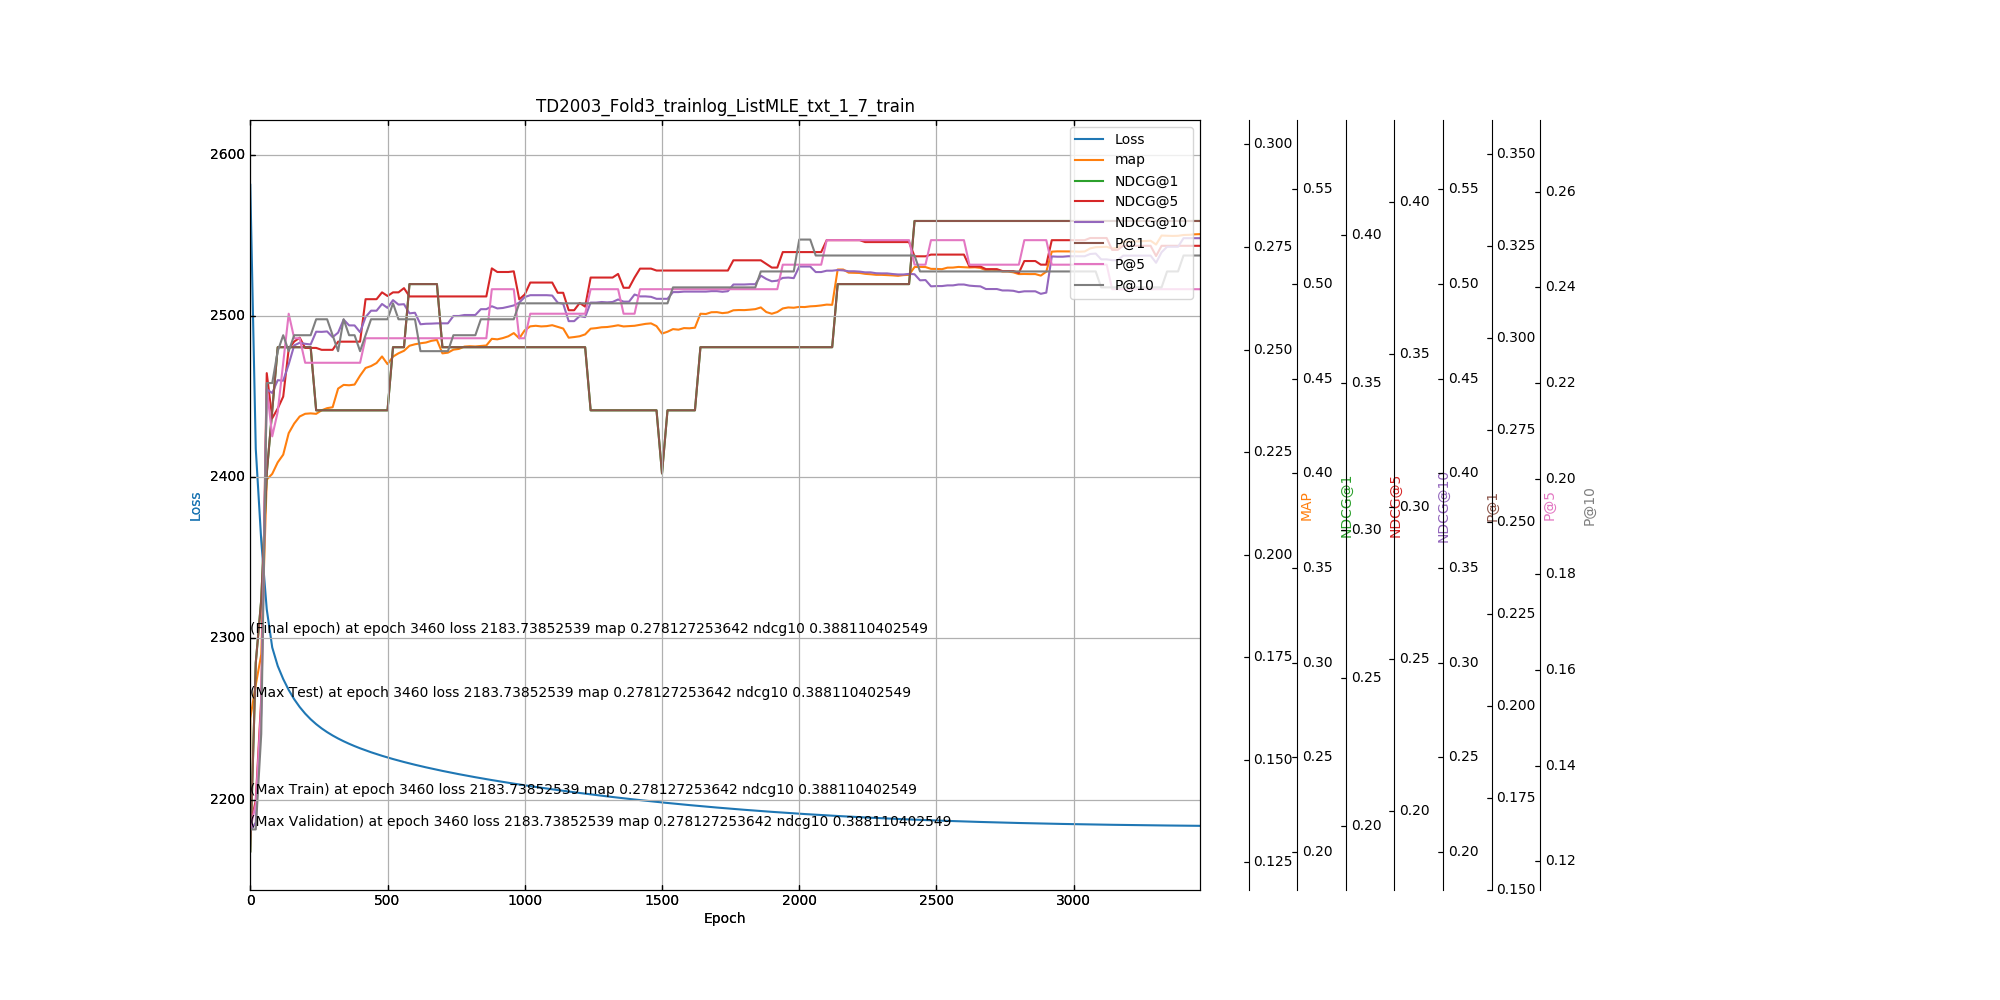 TD2003_Fold3_trainlog_ListMLE_txt_1_7_train
Loss
map
NDCG@1
NDCG@5
NDCG@10
P@1
P@5
P@10
2600
2500
2400
2300
2200
Loss
(Final epoch) at epoch 3460 loss 2183.73852539 map 0.278127253642 ndcg10 0.388110402549
(Max Test) at epoch 3460 loss 2183.73852539 map 0.278127253642 ndcg10 0.388110402549
(Max Train) at epoch 3460 loss 2183.73852539 map 0.278127253642 ndcg10 0.388110402549
(Max Validation) at epoch 3460 loss 2183.73852539 map 0.278127253642 ndcg10 0.388110402549
0 500 1000 1500 2000 2500 3000
Epoch
0.300
0.275
0.250
0.225
0.200
0.175
0.150
0.125
MAP
0.55
0.50
0.45
0.40
0.35
0.30
0.25
0.20
NDCG@1
0.40
0.35
0.30
0.25
0.20
NDCG@5
0.40
0.35
0.30
0.25
0.20
NDCG@10
0.55
0.50
0.45
0.40
0.35
0.30
0.25
0.20
P@1
0.350
0.325
0.300
0.275
0.250
0.225
0.200
0.175
0.150
P@5
0.26
0.24
0.22
0.20
0.18
0.16
0.14
0.12
P@10